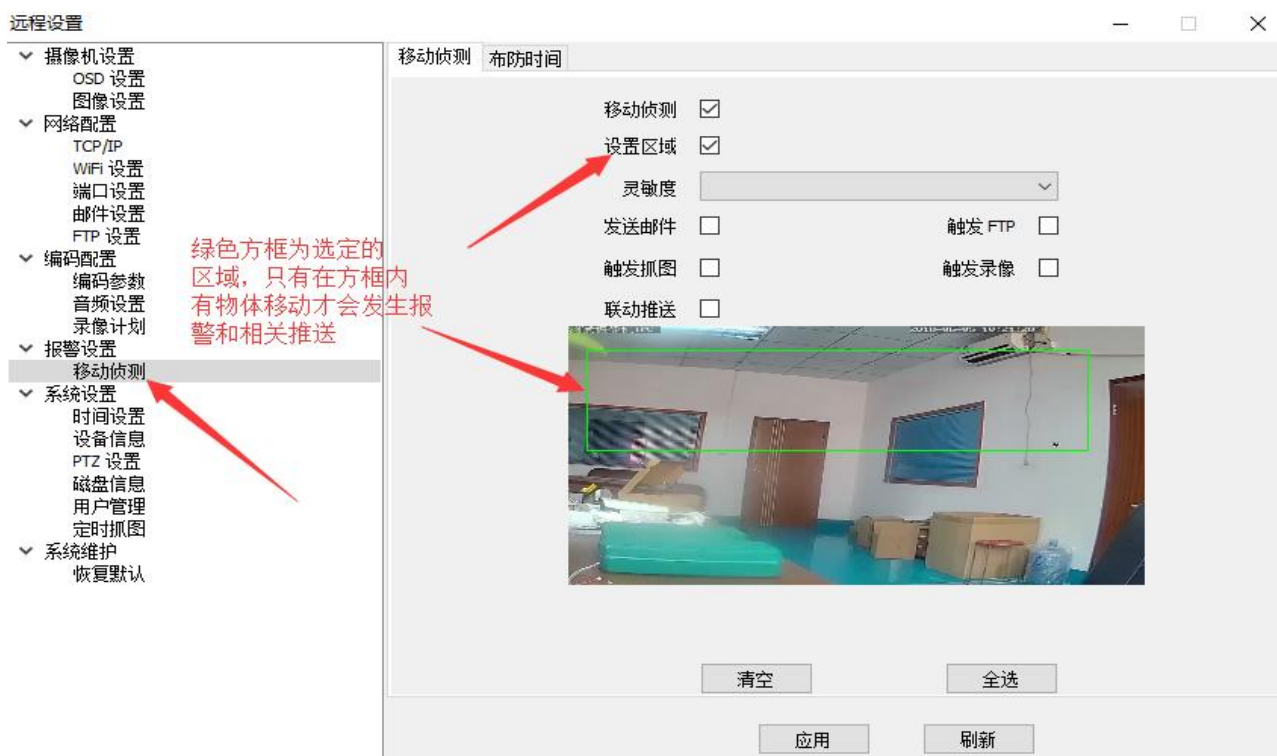 远程设置
摄像机设置
OSD 设置
图像设置
网络配置
TCP/IP
WiFi 设置
端口设置
邮件设置
FTP 设置
编码配置
编码参数
音频设置
录像计划
报警设置
移动侦测
系统设置
时间设置
设备信息
PTZ 设置
磁盘信息
用户管理
定时抓图
系统维护
恢复默认
绿色方框为选定的
区域，只有在方框内
有物体移动才会发生报
警和相关推送
移动侦测
布防时间
移动侦测
设置区域
灵敏度
发送邮件
触发 FTP
触发抓图
触发录像
联动推送
清空
全选
应用
刷新